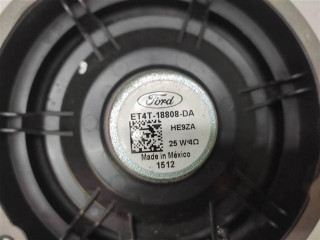 Ford
ET4T-18808-DA
HE9ZA
25 W/4Ω
Made in México
1512